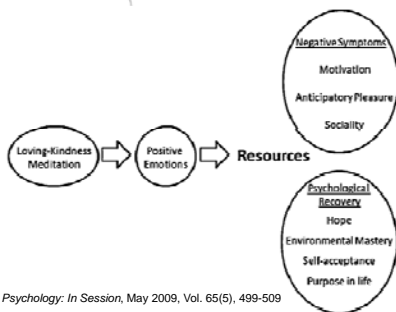 Negative Symptoms
Motivation
Anticipatory Pleasure
Sociality
Loving-Kindness
Meditation
Positive
Emotions
Resources
Psychological
Recovery
Hope
Environmental Mastery
Self-acceptance
Purpose in life
Psychology: In Session, May 2009, Vol. 65(5), 499-509